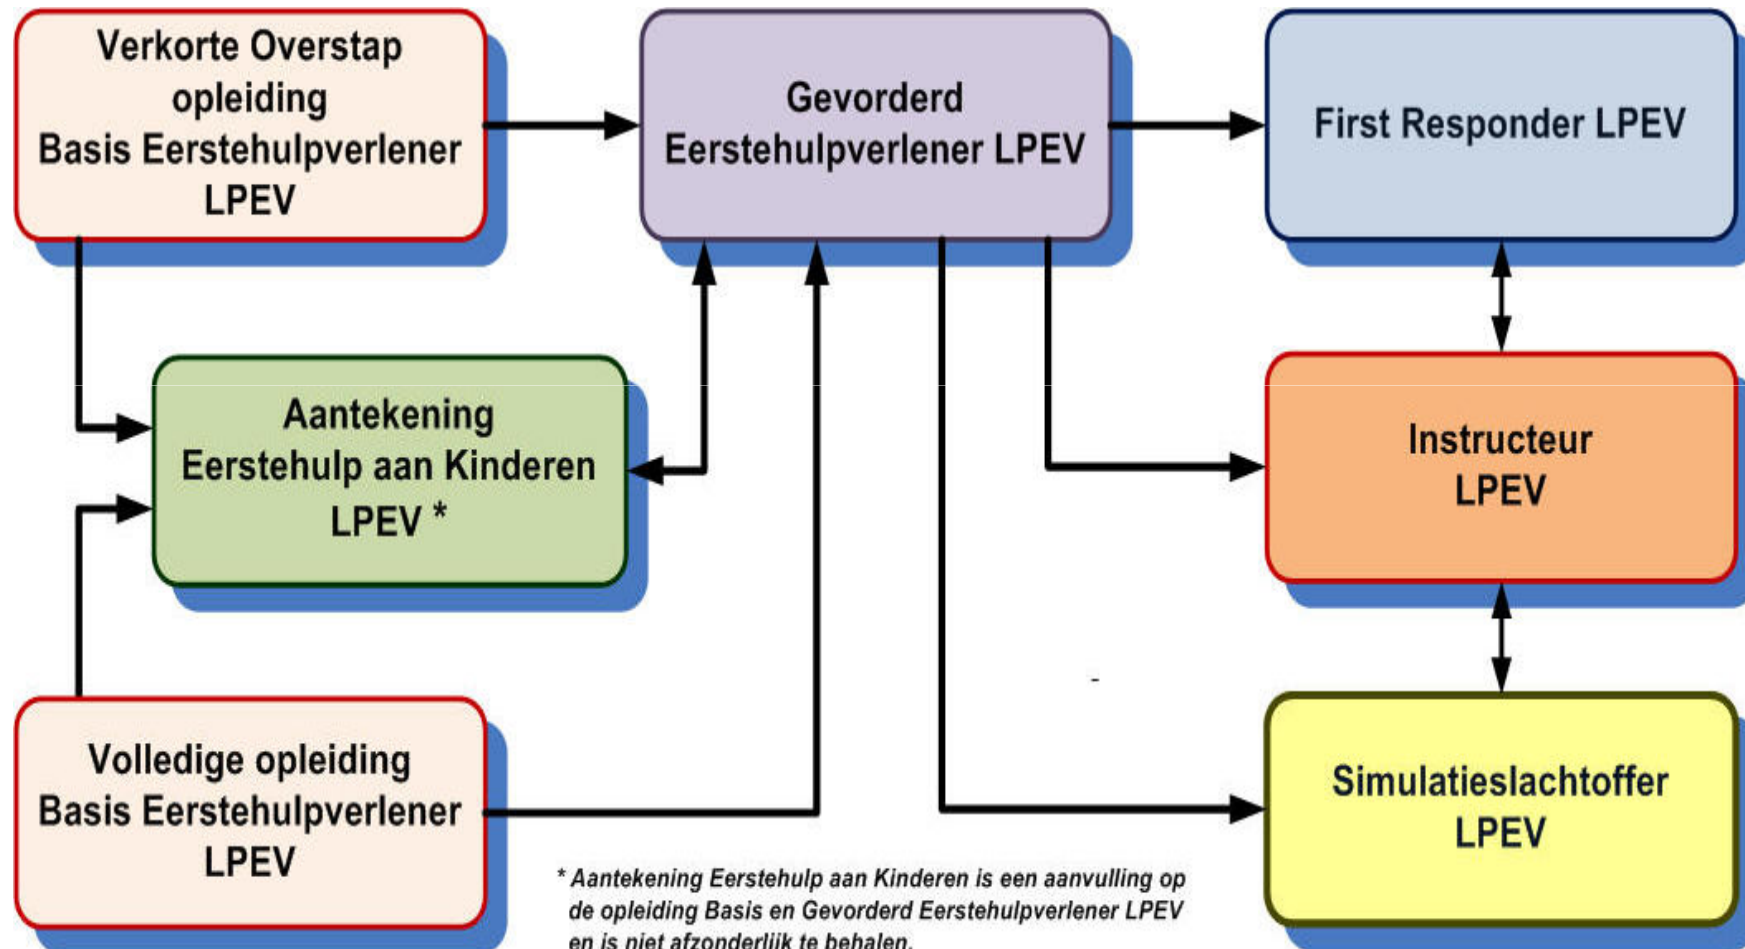 Verkorte Overstap
opleiding
Basis Eerstehulpverlener
LPEV
Gevorderd
Eerstehulpverlener LPEV
First Responder LPEV
Aantekening
Eerstehulp aan Kinderen
LPEV *
Instructeur
LPEV
Volledige opleiding
Basis Eerstehulpverlener
LPEV
Simulatieslachtoffer
LPEV
* Aantekening Eerstehulp aan Kinderen is een aanvulling op
de opleiding Basis en Gevorderd Eerstehulpverlener LPEV
en is niet afzonderlijk te behalen.